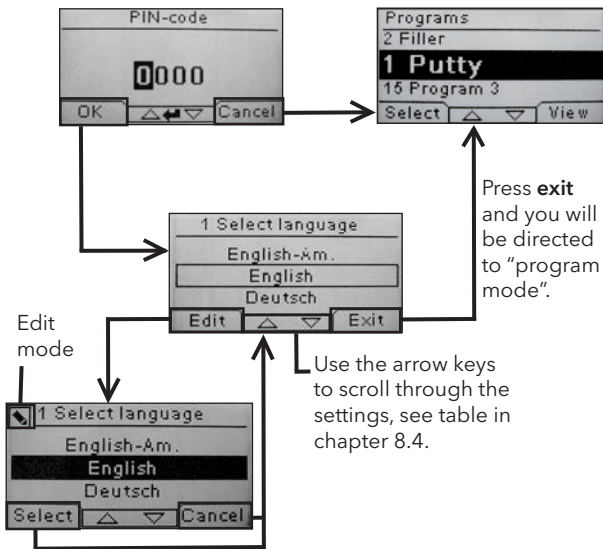 PIN-code
0000
OK Cancel
Programs
2 Filler
1 Putty
15 Program 3
Select View
Press exit
and you will
be directed
to “program
mode”.
1 Select language
English-Am.
English
Deutsch
Edit Exit
Edit
mode
Use the arrow keys
to scroll through the
settings, see table in
chapter 8.4.
1 Select language
English-Am.
English
Deutsch
Select Cancel